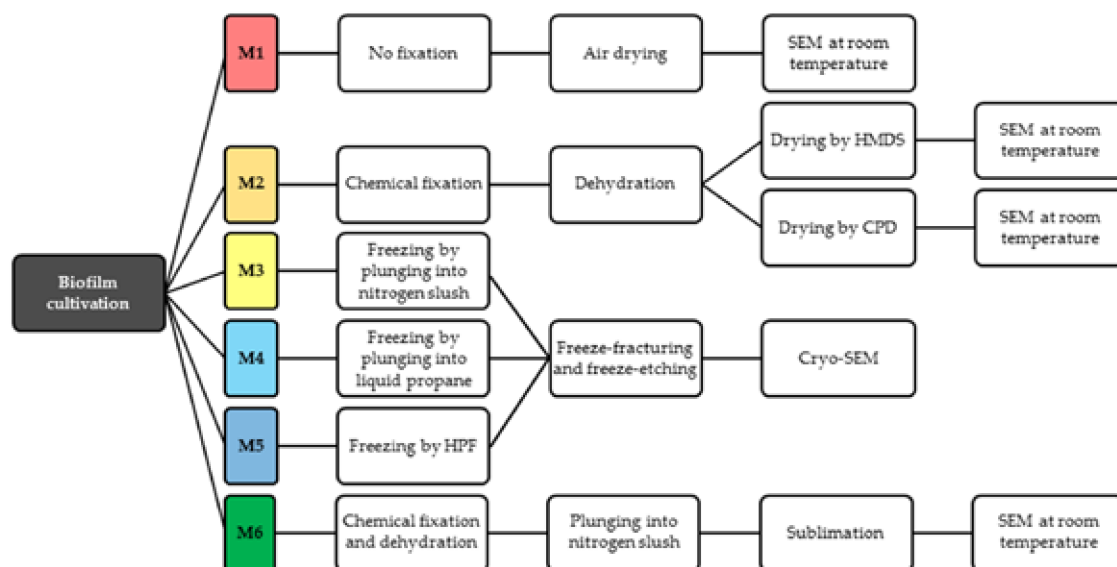 Biofilm
cultivation
M1
No fixation
Air drying
SEM at room
temperature
M2
Chemical fixation
Dehydration
Drying by HMDS
SEM at room
temperature
Drying by CPD
SEM at room
temperature
M3
Freezing by
plunging into
nitrogen slush
M4
Freezing by
plunging into
liquid propane
M5
Freezing by HPF
Freeze-fracturing
and freeze-etching
Cryo-SEM
M6
Chemical fixation
and dehydration
Plunging into
nitrogen slush
Sublimation
SEM at room
temperature